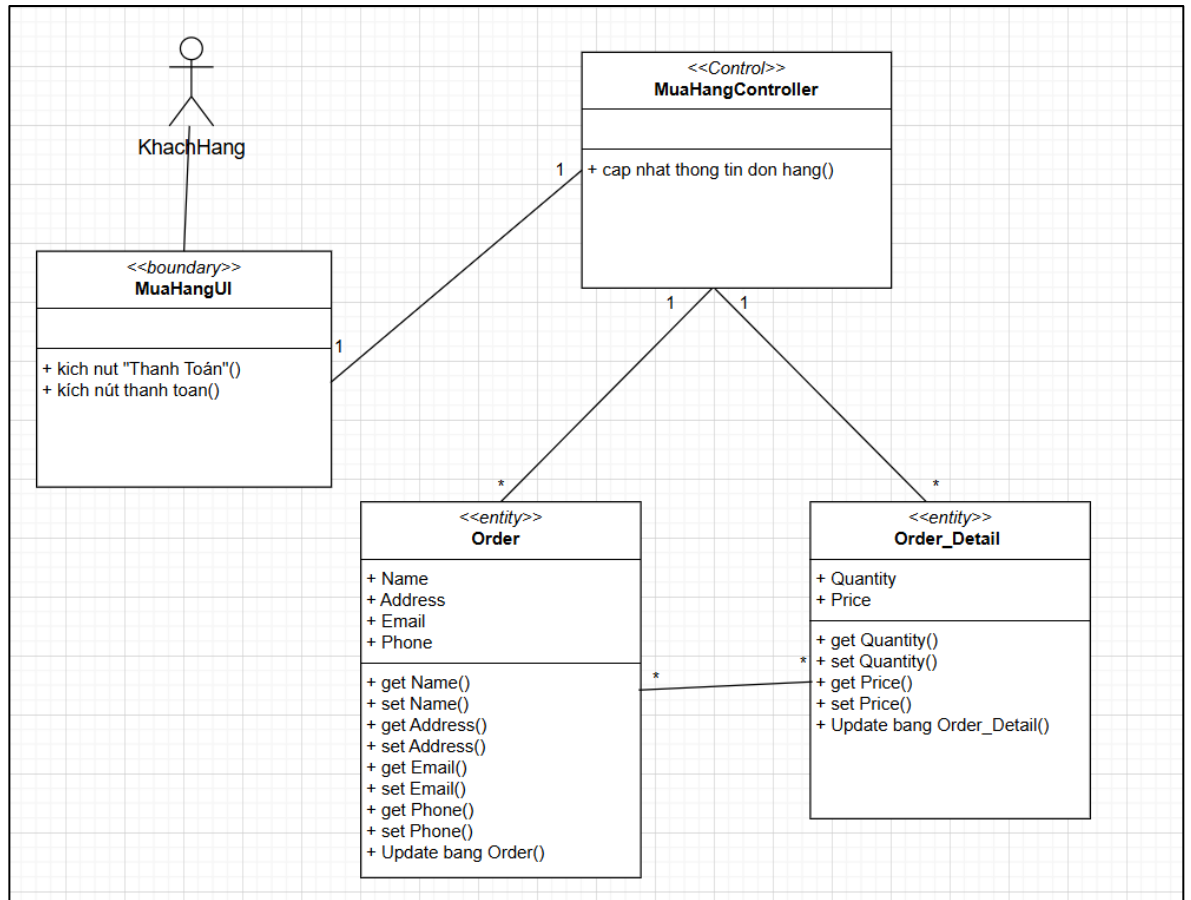 KhachHang
<<boundary>>
MuaHangUI
+ kich nut "Thanh Toán"()
+ kích nút thanh toan()
1
1
<<Control>>
MuaHangController
+ cap nhat thong tin don hang()
1
1
*
*
<<entity>>
Order
+ Name
+ Address
+ Email
+ Phone
+ get Name()
+ set Name()
+ get Address()
+ set Address()
+ get Email()
+ set Email()
+ get Phone()
+ set Phone()
+ Update bang Order()
*
*
<<entity>>
Order_Detail
+ Quantity
+ Price
+ get Quantity()
+ set Quantity()
+ get Price()
+ set Price()
+ Update bang Order_Detail()